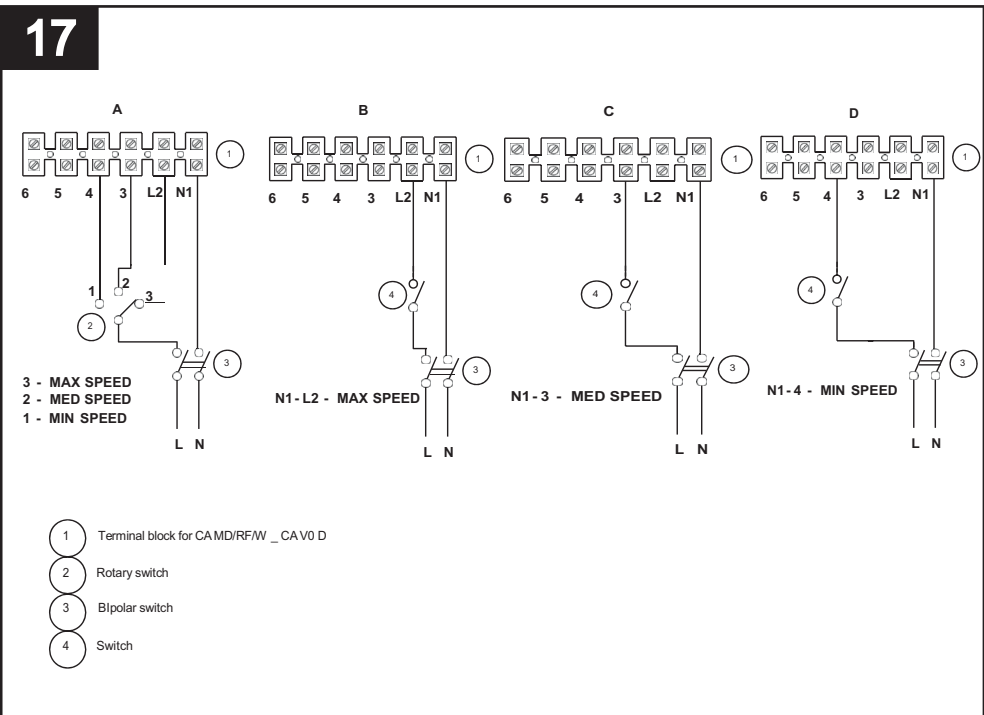 17
A B C D
1 1 1 1
6 5 4 3 L2 N1
6 5 4 3 L2 N1
6 5 4 3 L2 N1
6 5 4 3 L2 N1
1 2 3
2
3
4
3
4
3
4
3
3 - MAX SPEED
2 - MED SPEED
1 - MIN SPEED
N1-L2 - MAX SPEED
N1-3 - MED SPEED
N1-4 - MIN SPEED
L N
L N
L N
L N
1 Terminal block for CA MD/RF/W _ CA V0 D
2 Rotary switch
3 BIpolar switch
4 Switch